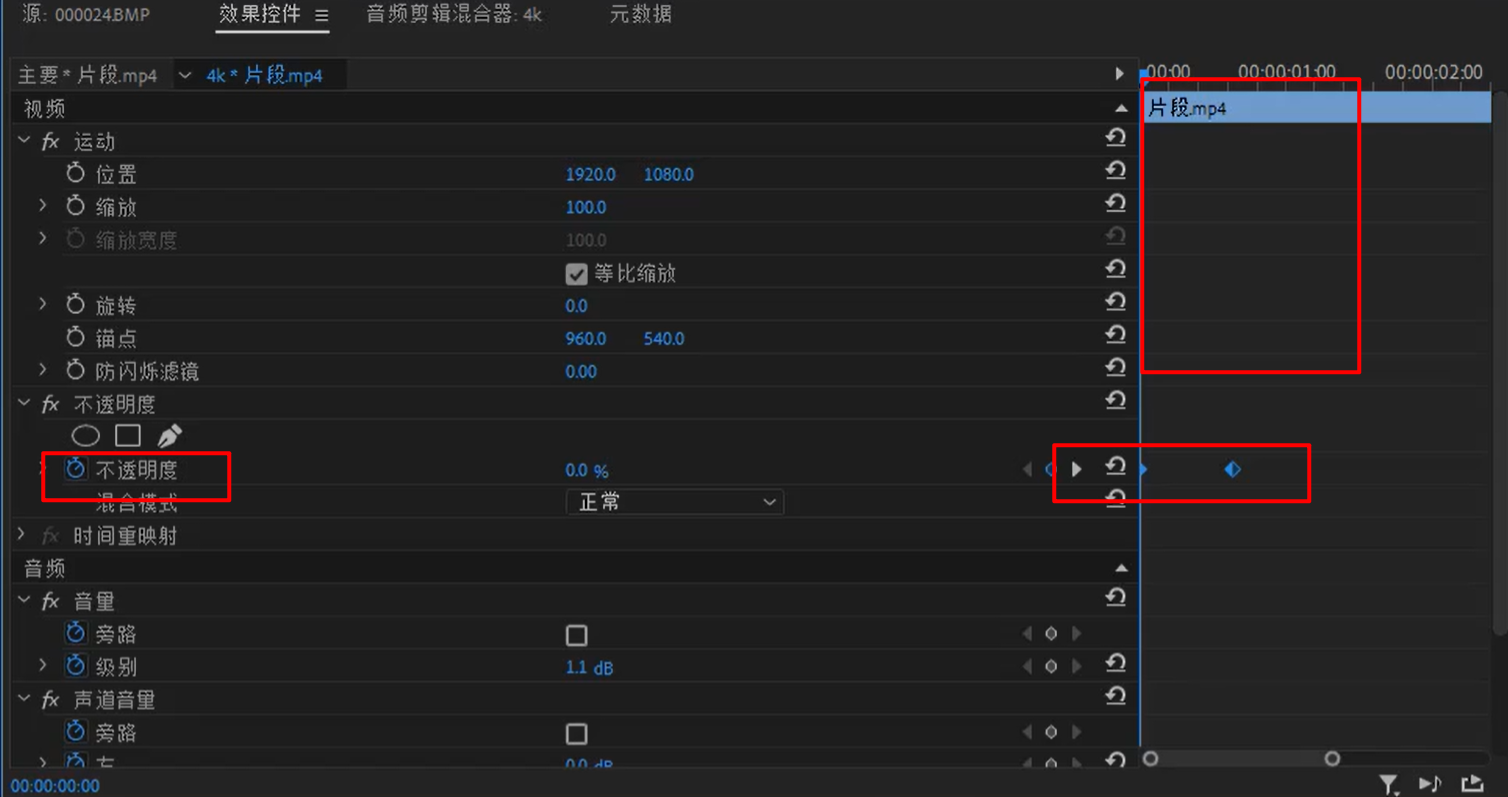 源: 000024.BMP 效果控件 音频剪辑混合器: 4k 元数据
主要 * 片段.mp4 4k * 片段.mp4 00:00 00:00:01:00 00:00:02:00
视频 片段.mp4
fx 运动
位置 1920.0 1080.0
缩放 100.0
缩放宽度 100.0
等比缩放
旋转 0.0
锚点 960.0 540.0
防闪烁滤镜 0.00
fx 不透明度
不透明度 0.0 %
混合模式 正常
fx 时间重映射
音频
fx 音量
旁路
级别 1.1 dB
fx 声道音量
旁路
0.0 dB
00:00:00:00